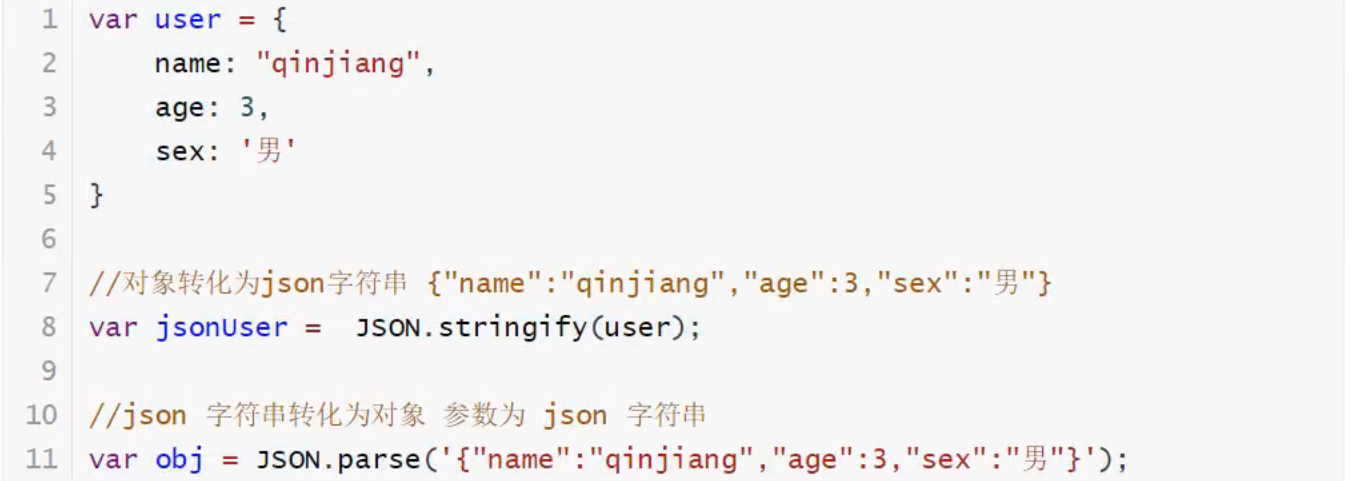 1 var user = {
2     name: "qinjiang",
3     age: 3,
4     sex: '男'
5 }
6
7 //对象转化为json字符串 {"name":"qinjiang","age":3,"sex":"男"}
8 var jsonUser =  JSON.stringify(user);
9
10 //json 字符串转化为对象 参数为 json 字符串
11 var obj = JSON.parse('{"name":"qinjiang","age":3,"sex":"男"}');